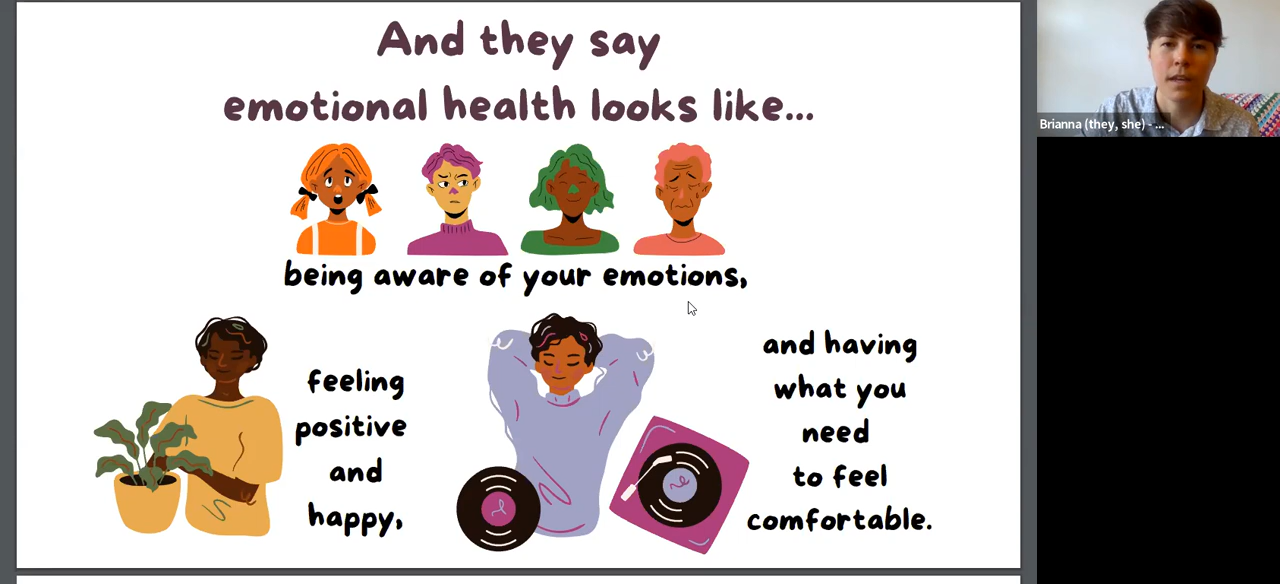 And they say
emotional health looks like...
being aware of your emotions,
feeling
positive
and
happy,
and having
what you
need
to feel
comfortable.
Brianna (they, she) - ...